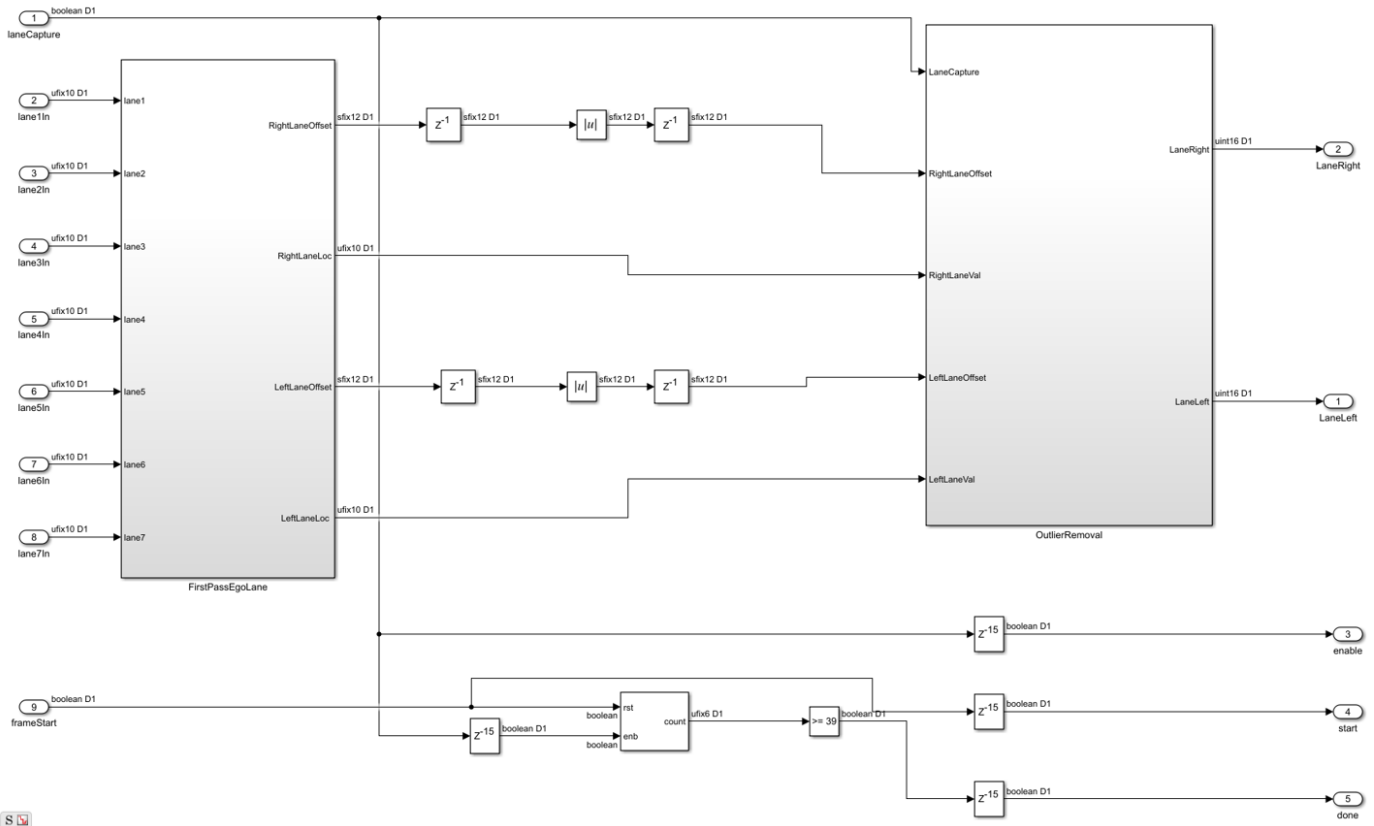 boolean D1
1
laneCapture
ufix10 D1
2
lane1In
ufix10 D1
3
lane2In
ufix10 D1
4
lane3In
ufix10 D1
5
lane4In
ufix10 D1
6
lane5In
ufix10 D1
7
lane6In
ufix10 D1
8
lane7In
lane1
lane2
lane3
lane4
lane5
lane6
lane7
RightLaneOffset
RightLaneLoc
LeftLaneOffset
LeftLaneLoc
FirstPassEgoLane
sfix12 D1
z-1
sfix12 D1
|u|
sfix12 D1
z-1
sfix12 D1
ufix10 D1
sfix12 D1
z-1
sfix12 D1
|u|
sfix12 D1
z-1
sfix12 D1
ufix10 D1
LaneCapture
RightLaneOffset
RightLaneVal
LeftLaneOffset
LeftLaneVal
LaneRight
LaneLeft
OutlierRemoval
uint16 D1
2
LaneRight
uint16 D1
1
LaneLeft
z-15
boolean D1
3
enable
boolean D1
9
frameStart
z-15
boolean D1
boolean
boolean
rst
enb
count
ufix6 D1
>= 39
boolean D1
z-15
boolean D1
4
start
z-15
boolean D1
5
done
S